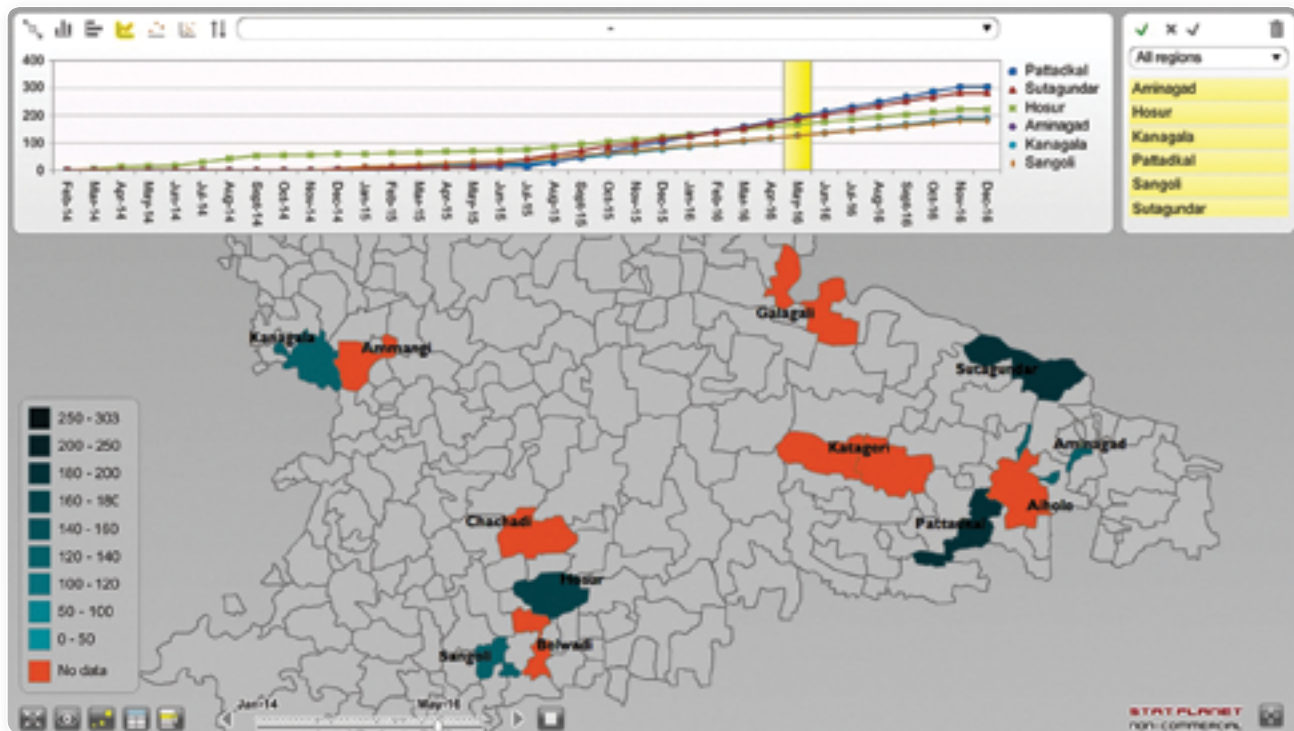 -
All regions
400
300
200
100
0
Feb-14
Mar-14
Apr-14
May-14
Jun-14
Jul-14
Aug-14
Sept-14
Oct-14
Nov-14
Dec-14
Jan-15
Feb-15
Mar-15
Apr-15
May-15
Jun-15
Jul-15
Aug-15
Sept-15
Oct-15
Nov-15
Dec-15
Jan-16
Feb-16
Mar-16
Apr-16
May-16
Jun-16
Jul-16
Aug-16
Sept-16
Oct-16
Nov-16
Dec-16
Pattadkal
Sutagundar
Hosur
Aminagad
Kanagala
Sangoli
Aminagad
Hosur
Kanagala
Pattadkal
Sangoli
Sutagundar
Galagali
Kanagala
Ammangi
Sutagundar
Aminagad
Katageri
Aihole
Pattadkal
Chachadi
Hosur
Belwadi
Sangoli
250 - 303
200 - 250
180 - 200
160 - 180
140 - 160
120 - 140
100 - 120
50 - 100
0 - 50
No data
Jan-14
May-16
STAT PLANET
NON-COMMERCIAL